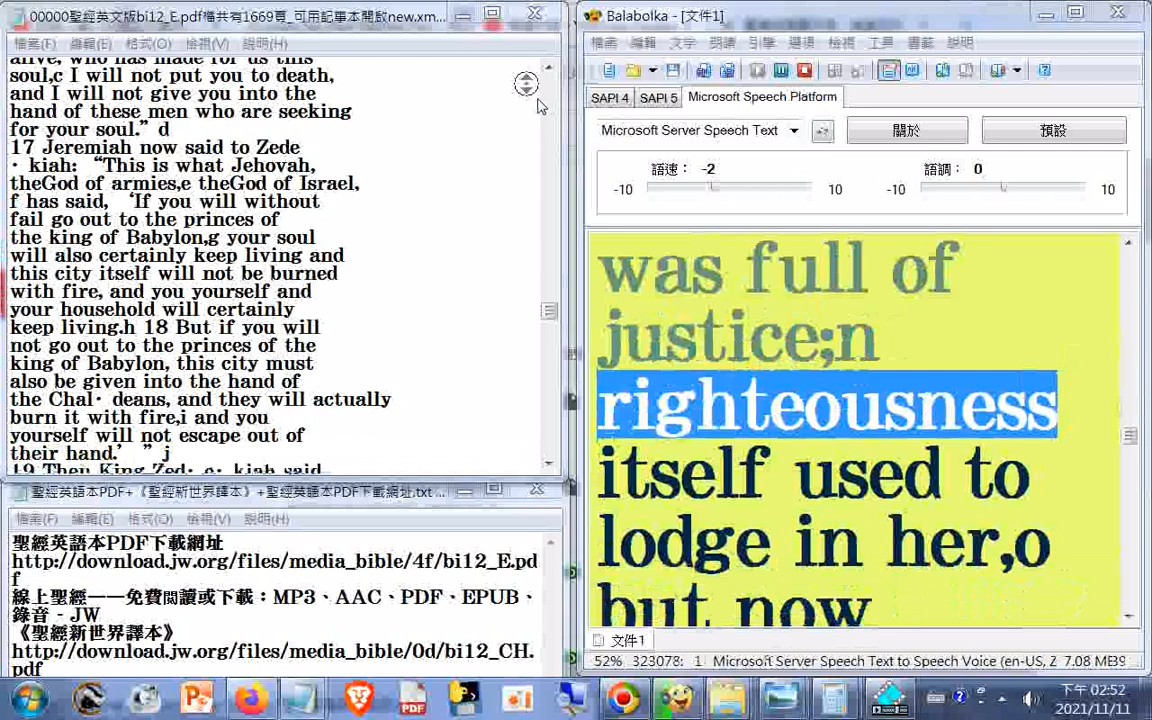 00000聖經英文版bi12_E.pdf檔共有1669頁_可用記事本開啟new.xm...
檔案(F) 編輯(E) 格式(O) 檢視(V) 說明(H)
alive, who has made for us this
soul,c I will not put you to death,
and I will not give you into the
hand of these men who are seeking
for your soul.” d
17 Jeremiah now said to Zede
· kiah: “This is what Jehovah,
theGod of armies,e theGod of Israel,
f has said, ‘If you will without
fail go out to the princes of
the king of Babylon,g your soul
will also certainly keep living and
this city itself will not be burned
with fire, and you yourself and
your household will certainly
keep living.h 18 But if you will
not go out to the princes of the
king of Babylon, this city must
also be given into the hand of
the Chal· deans, and they will actually
burn it with fire,i and you
yourself will not escape out of
their hand.’ ” j
19 Then King Zed· e· kiah said
聖經英語本PDF+《聖經新世界譯本》+聖經英語本PDF下載網址.txt ...
檔案(F) 編輯(E) 格式(O) 檢視(V) 說明(H)
聖經英語本PDF下載網址
http://download.jw.org/files/media_bible/4f/bi12_E.pd
f
線上聖經──免費閱讀或下載：MP3、AAC、PDF、EPUB、
錄音 - JW
《聖經新世界譯本》
http://download.jw.org/files/media_bible/0d/bi12_CH.
pdf
Balabolka - [文件1]
檔案 編輯 文字 朗讀 引擎 選項 檢視 工具 書籤 說明
SAPI 4 SAPI 5 Microsoft Speech Platform
Microsoft Server Speech Text 關於 預設
語速： -2 語調： 0
-10 10 -10 10
was full of
justice;n
righteousness
itself used to
lodge in her,o
but now
文件1
52% 323078: 1 Microsoft Server Speech Text to Speech Voice (en-US, Z 7.08 MB
下午 02:52
2021/11/11